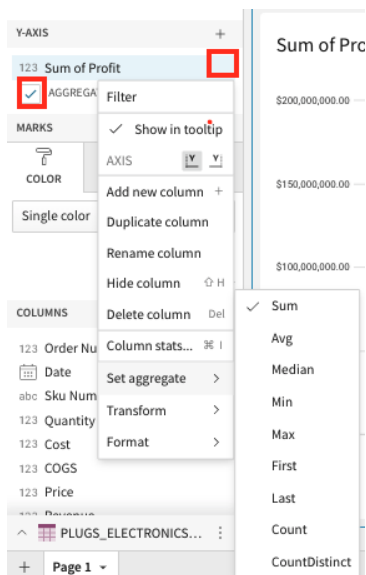 Y-AXIS +
123 Sum of Profit
AGGREGA
Filter
Show in tooltip
AXIS Y Y
Add new column +
Duplicate column
Rename column
Hide column ⇧ H
Delete column Del
Column stats... ⌘ I
Set aggregate >
Transform >
Format >
MARKS
COLOR
Single color
COLUMNS
123 Order Nu
Date
abc Sku Num
123 Quantity
123 Cost
123 COGS
123 Price
123 Revenue
PLUGS_ELECTRONICS...
+ Page 1
Sum
Avg
Median
Min
Max
First
Last
Count
CountDistinct
Sum of Pro
$200,000,000.00
$150,000,000.00
$100,000,000.00